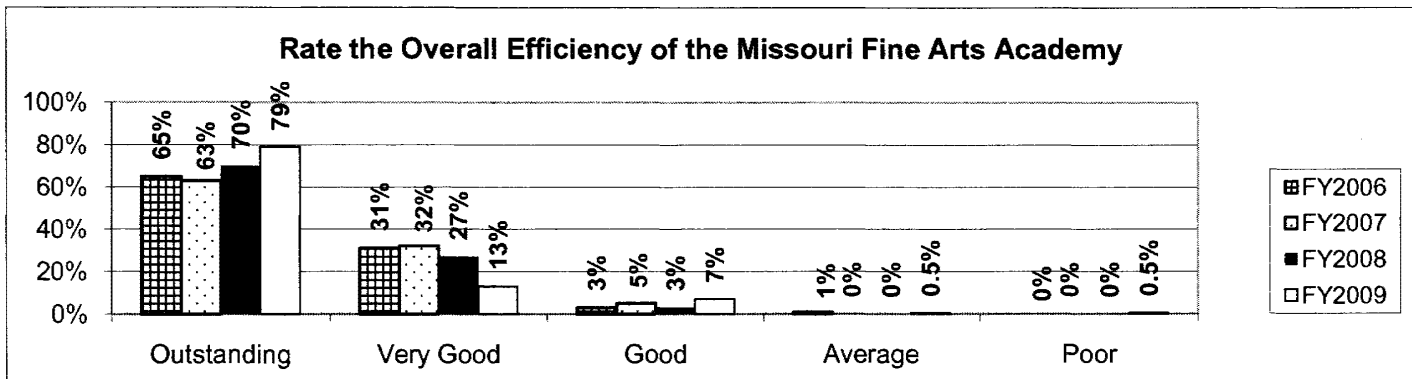 Rate the Overall Efficiency of the Missouri Fine Arts Academy
100%
80%
60%
40%
20%
0%
65%
63%
70%
79%
31%
32%
27%
13%
3%
5%
3%
7%
1%
0%
0%
0.5%
0%
0%
0%
0.5%
Outstanding
Very Good
Good
Average
Poor
FY2006
FY2007
FY2008
FY2009